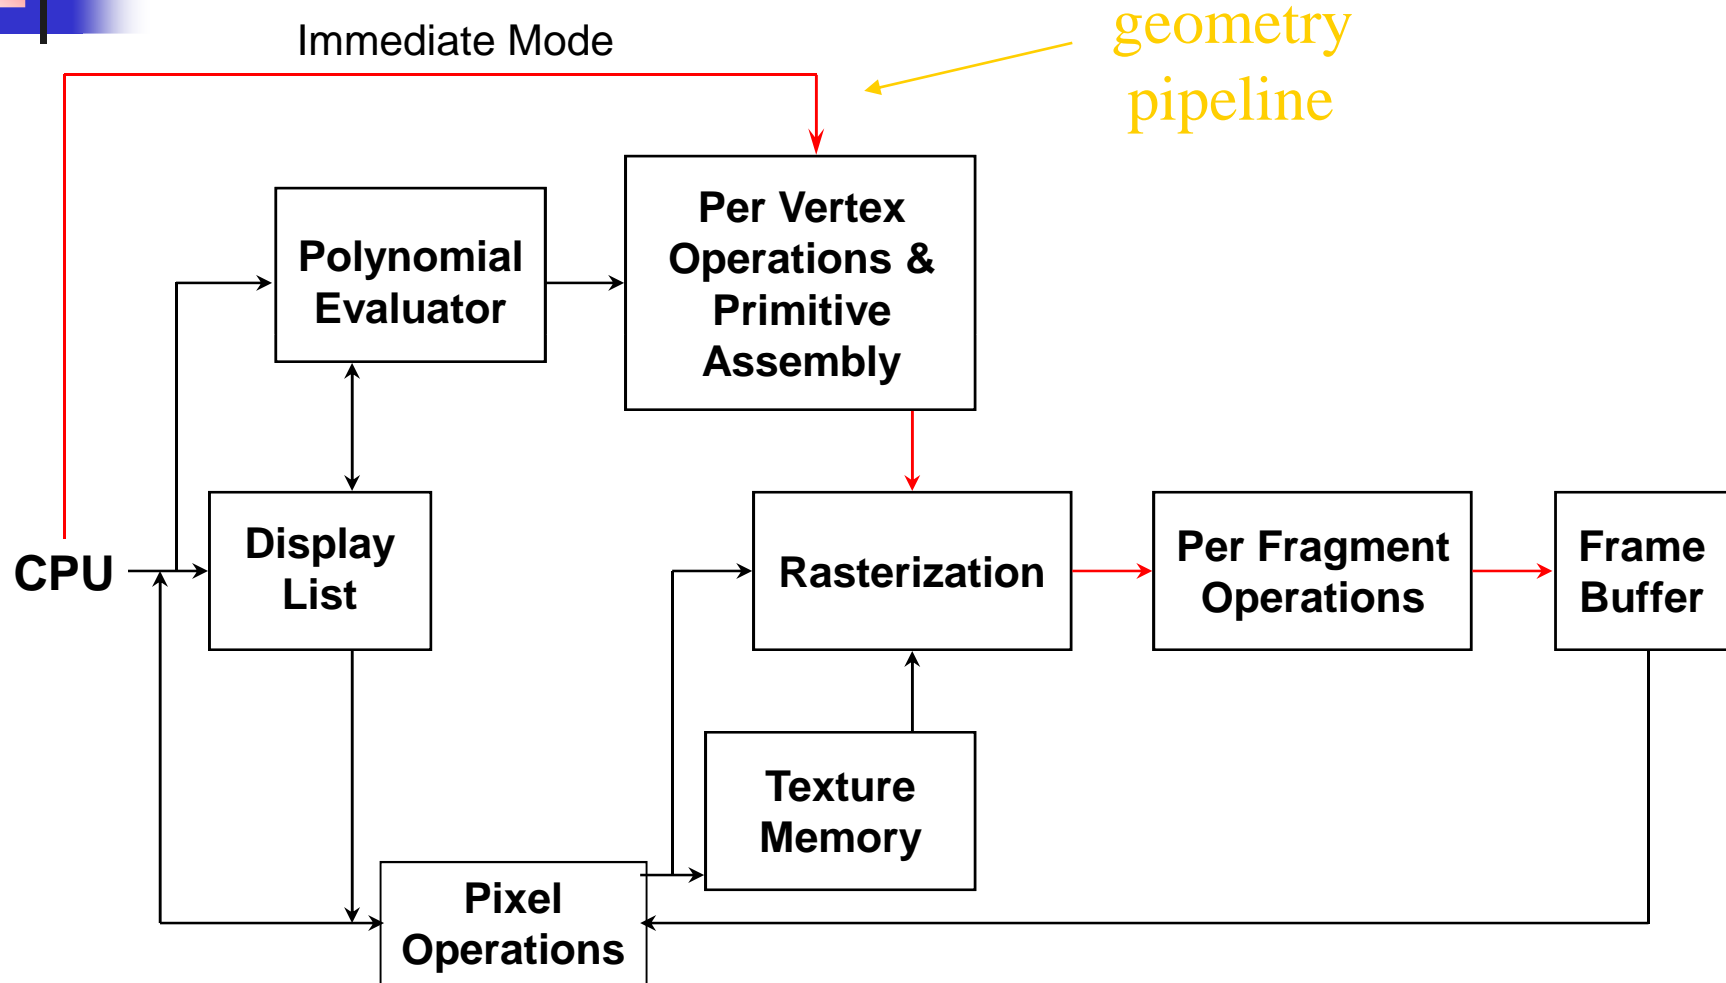 Immediate Mode
geometry
pipeline
Per Vertex
Operations &
Primitive
Assembly
Polynomial
Evaluator
CPU
Display
List
Rasterization
Per Fragment
Operations
Frame
Buffer
Texture
Memory
Pixel
Operations